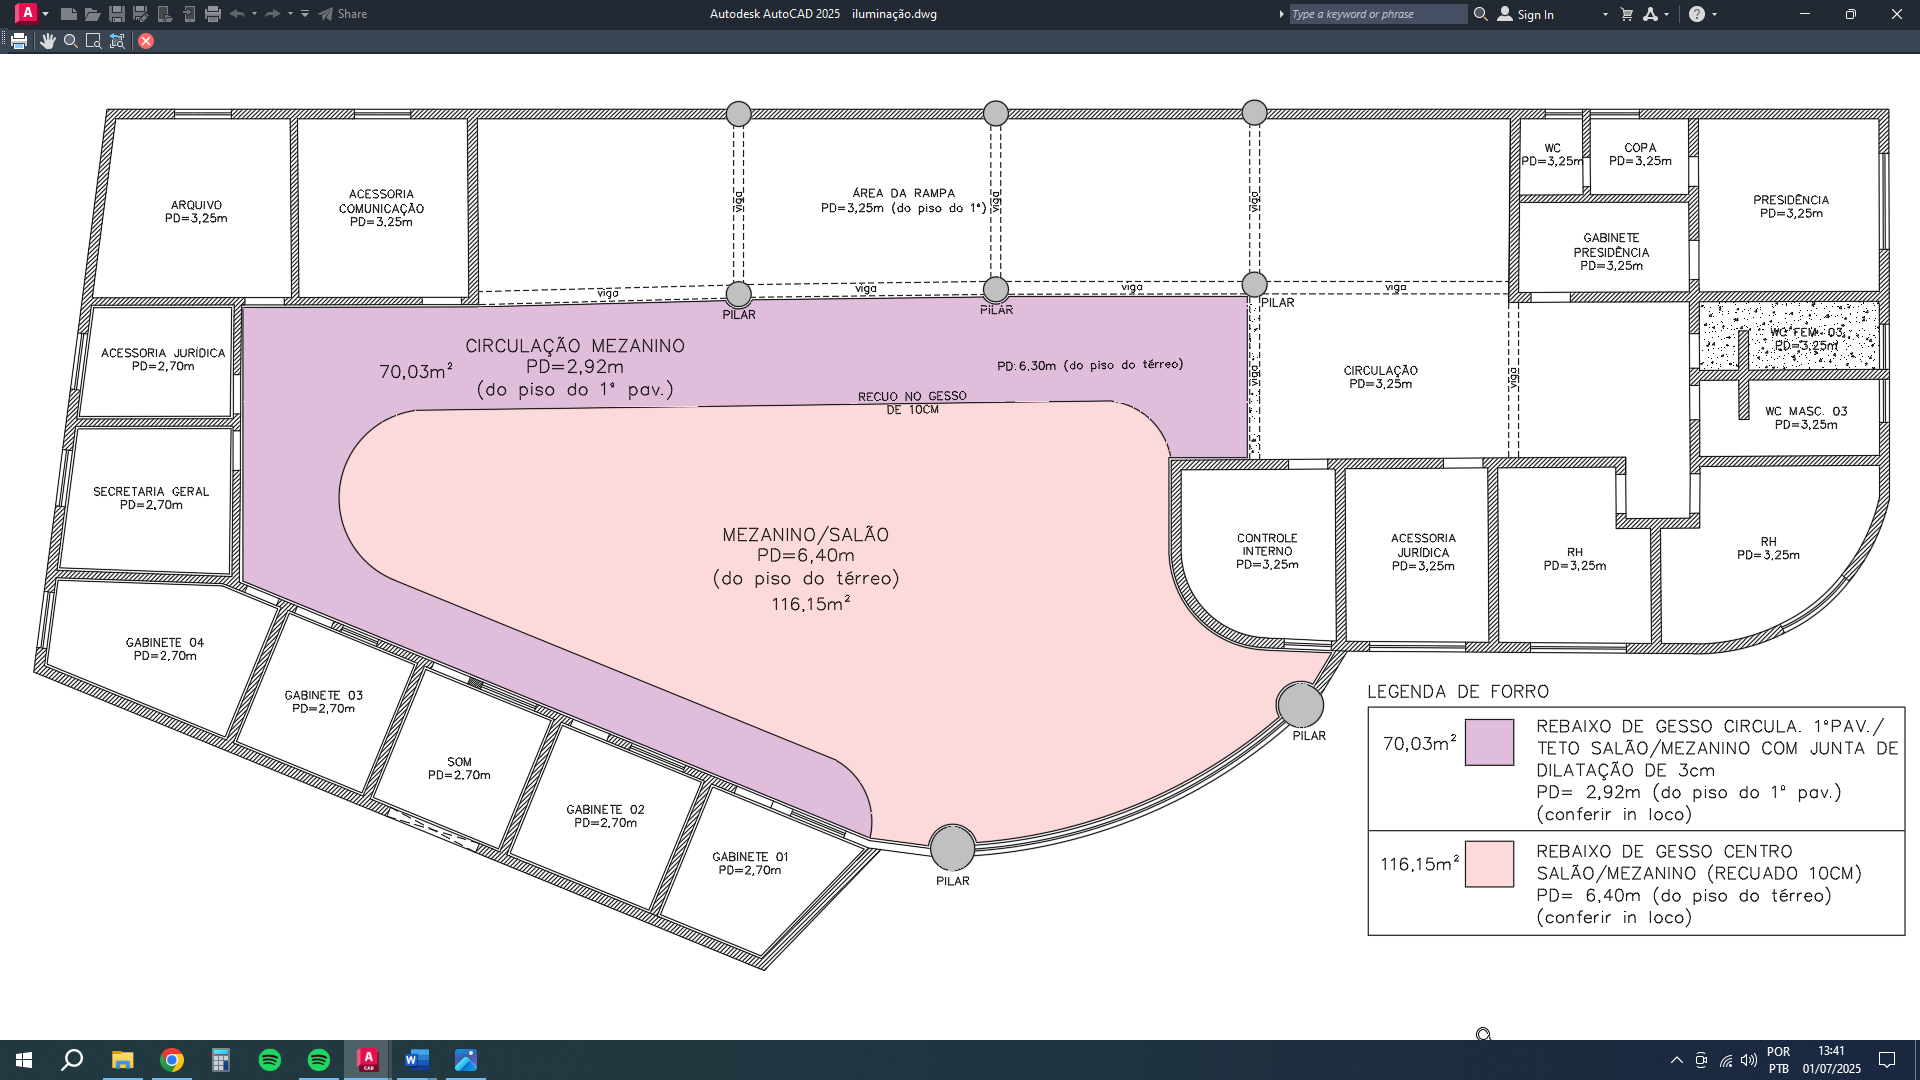 Share
Autodesk AutoCAD 2025 iluminação.dwg
Type a keyword or phrase
Sign In
ARQUIVO
PD=3,25m
ACESSORIA
COMUNICAÇÃO
PD=3,25m
viga
ÁREA DA RAMPA
PD=3,25m (do piso do 1º)
viga
viga
WC
PD=3,25m
COPA
PD=3,25m
PRESIDÊNCIA
PD=3,25m
GABINETE
PRESIDÊNCIA
PD=3,25m
viga
viga
viga
viga
PILAR
PILAR
PILAR
ACESSORIA JURÍDICA
PD=2,70m
CIRCULAÇÃO MEZANINO
PD=2,92m
(do piso do 1º pav.)
70,03m²
PD:6,30m (do piso do térreo)
viga
CIRCULAÇÃO
PD=3,25m
viga
WC FEM. 03
PD=3,25m
RECUO NO GESSO
DE 10CM
WC MASC. 03
PD=3,25m
SECRETARIA GERAL
PD=2,70m
MEZANINO/SALÃO
PD=6,40m
(do piso do térreo)
116,15m²
CONTROLE
INTERNO
PD=3,25m
ACESSORIA
JURÍDICA
PD=3,25m
RH
PD=3,25m
RH
PD=3,25m
GABINETE 04
PD=2,70m
GABINETE 03
PD=2,70m
SOM
PD=2,70m
GABINETE 02
PD=2,70m
GABINETE 01
PD=2,70m
PILAR
PILAR
LEGENDA DE FORRO
70,03m²
REBAIXO DE GESSO CIRCULA. 1ºPAV./
TETO SALÃO/MEZANINO COM JUNTA DE
DILATAÇÃO DE 3cm
PD= 2,92m (do piso do 1º pav.)
(conferir in loco)
116,15m²
REBAIXO DE GESSO CENTRO
SALÃO/MEZANINO (RECUADO 10CM)
PD= 6,40m (do piso do térreo)
(conferir in loco)
POR
PTB
13:41
01/07/2025